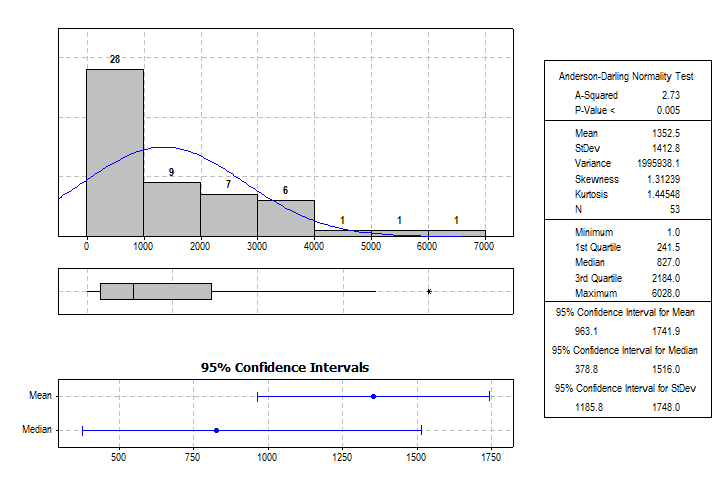 28
9
7
6
1 1 1
0 1000 2000 3000 4000 5000 6000 7000
*
95% Confidence Intervals
Mean
Median
500 750 1000 1250 1500 1750
Anderson-Darling Normality Test
A-Squared 2.73
P-Value < 0.005
Mean 1352.5
StDev 1412.8
Variance 1995938.1
Skewness 1.31239
Kurtosis 1.44548
N 53
Minimum 1.0
1st Quartile 241.5
Median 827.0
3rd Quartile 2184.0
Maximum 6028.0
95% Confidence Interval for Mean
963.1 1741.9
95% Confidence Interval for Median
378.8 1516.0
95% Confidence Interval for StDev
1185.8 1748.0